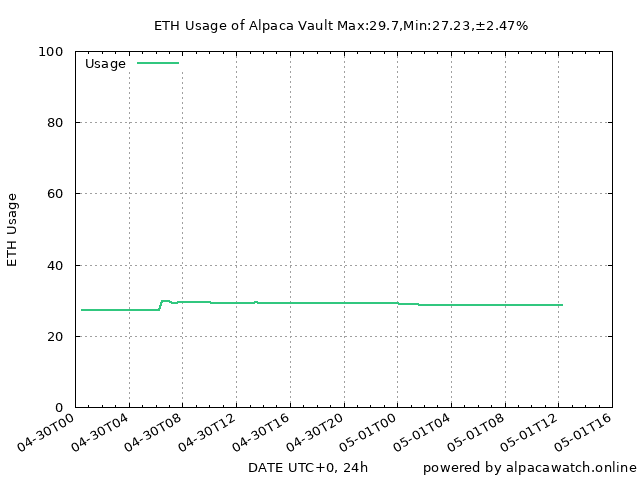 ETH Usage of Alpaca Vault Max:29.7,Min:27.23,±2.47%
100
Usage
80
60
40
20
0
ETH Usage
04-30T00 04-30T04 04-30T08 04-30T12 04-30T16 04-30T20 05-01T00 05-01T04 05-01T08 05-01T12 05-01T16
DATE UTC+0, 24h
powered by alpacawatch.online